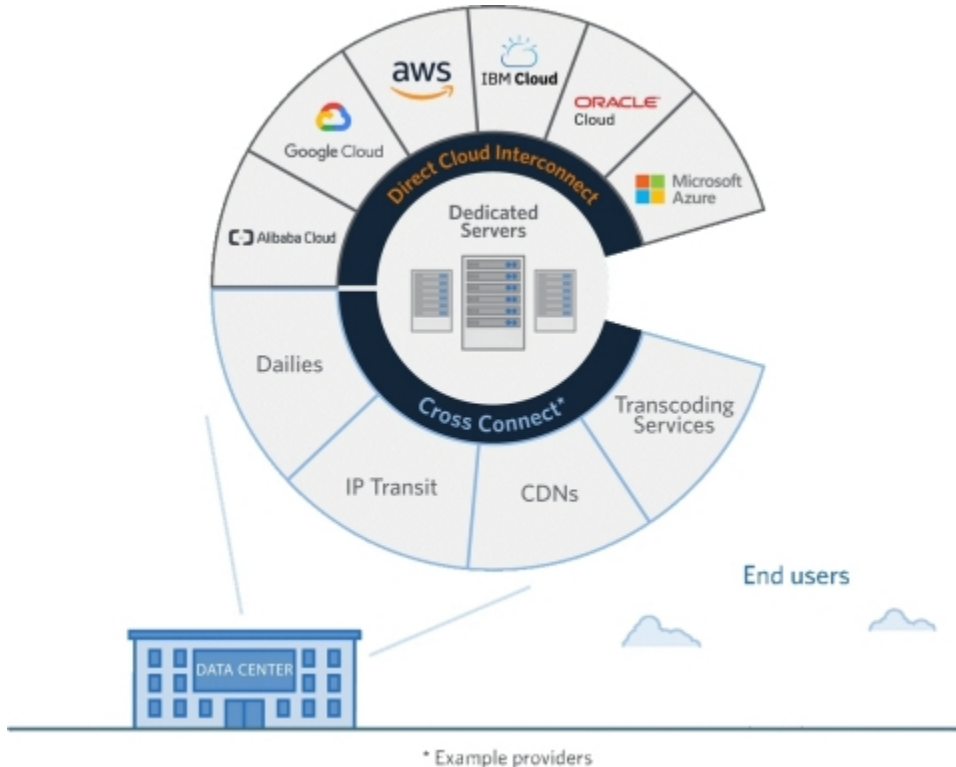 aws
IBM Cloud
ORACLE
Cloud
Google Cloud
Microsoft
Azure
Alibaba Cloud
Direct Cloud Interconnect
Dedicated
Servers
Dailies
Cross Connect*
Transcoding
Services
IP Transit
CDNs
End users
DATA CENTER
* Example providers